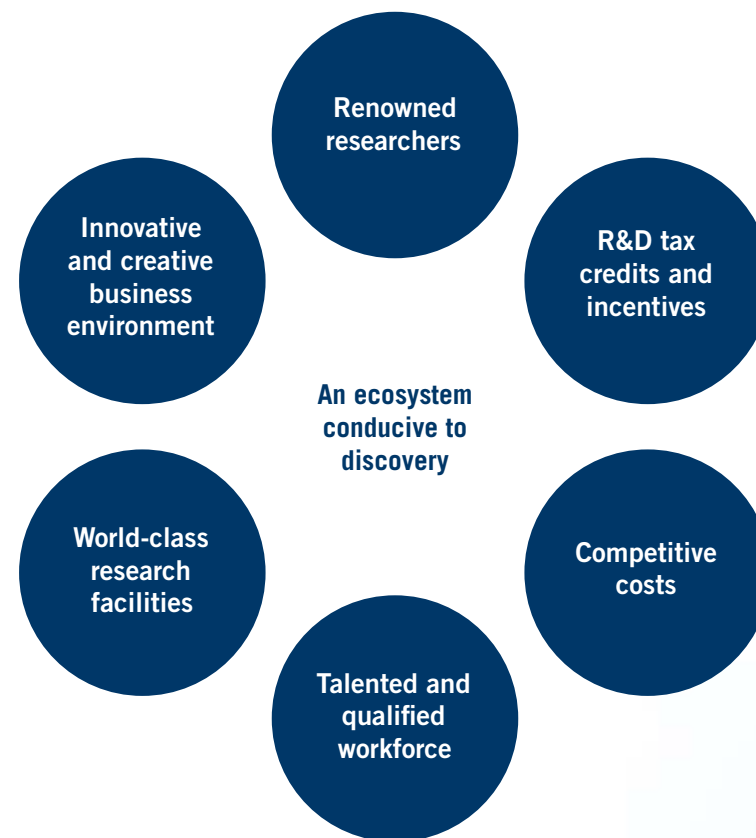 Renowned
researchers
R&D tax
credits and
incentives
Competitive
costs
Talented and
qualified
workforce
World-class
research
facilities
Innovative
and creative
business
environment
An ecosystem
conducive to
discovery